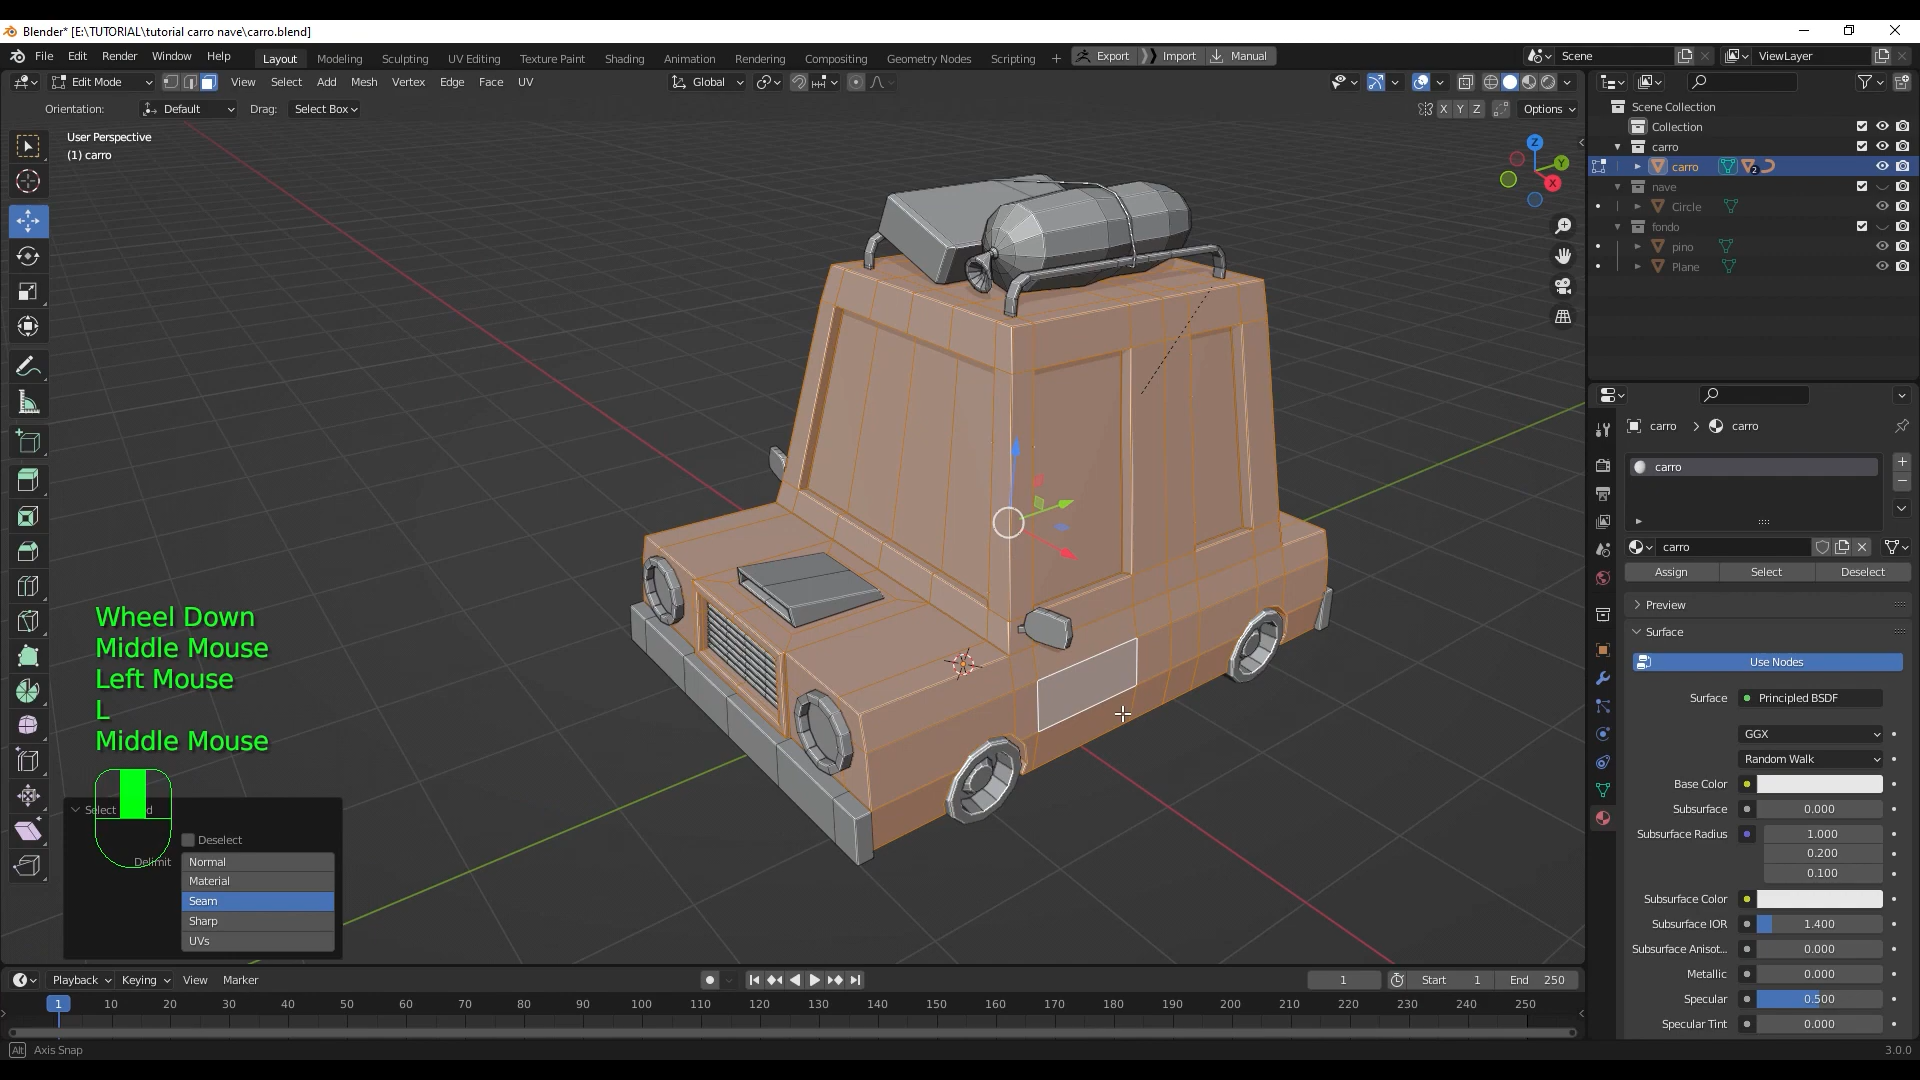 Blender* [E:\TUTORIAL\tutorial carro nave\carro.blend]
File Edit Render Window Help Layout Modeling Sculpting UV Editing Texture Paint Shading Animation Rendering Compositing Geometry Nodes Scripting + Export Import Manual Scene ViewLayer
Edit Mode View Select Add Mesh Vertex Edge Face UV Global
Orientation: Default Drag: Select Box X Y Z Options
User Perspective
(1) carro
Z
Y
X
Scene Collection
Collection
carro
carro 2
nave
Circle
fondo
pino
Plane
carro > carro
carro
carro
Assign Select Deselect
Preview
Surface
Use Nodes
Surface Principled BSDF
GGX
Random Walk
Base Color
Subsurface 0.000
Subsurface Radius 1.000
0.200
0.100
Subsurface Color
Subsurface IOR 1.400
Subsurface Anisot... 0.000
Metallic 0.000
Specular 0.500
Specular Tint 0.000
Wheel Down
Middle Mouse
Left Mouse
L
Middle Mouse
Select d
Deselect
Delimit Normal
Material
Seam
Sharp
UVs
Playback Keying View Marker 1 Start 1 End 250
1 10 20 30 40 50 60 70 80 90 100 110 120 130 140 150 160 170 180 190 200 210 220 230 240 250
Alt Axis Snap 3.0.0